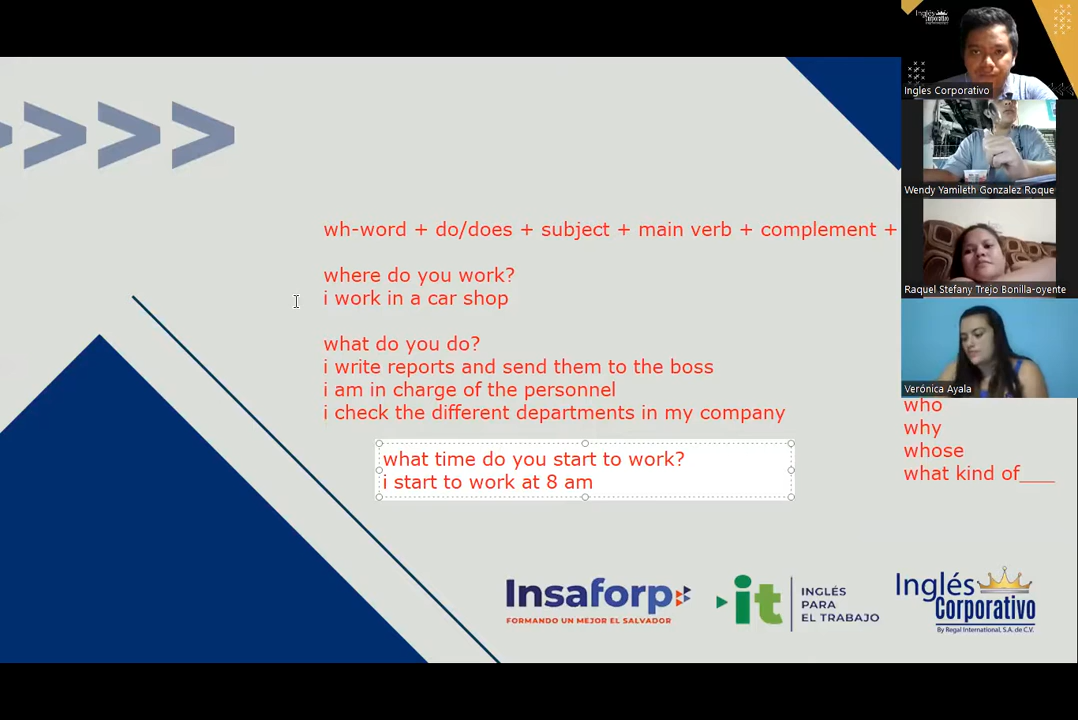 wh-word + do/does + subject + main verb + complement +
where do you work?
i work in a car shop
what do you do?
i write reports and send them to the boss
i am in charge of the personnel
i check the different departments in my company
what time do you start to work?
i start to work at 8 am
Inglés
Corporativo
Ingles Corporativo
Wendy Yamileth Gonzalez Roque
Raquel Stefany Trejo Bonilla-oyente
Verónica Ayala
who
why
whose
what kind of___
Insaforp
FORMANDO UN MEJOR EL SALVADOR
it
INGLÉS
PARA
EL TRABAJO
Inglés
Corporativo
By Regal International, S.A. de C.V.